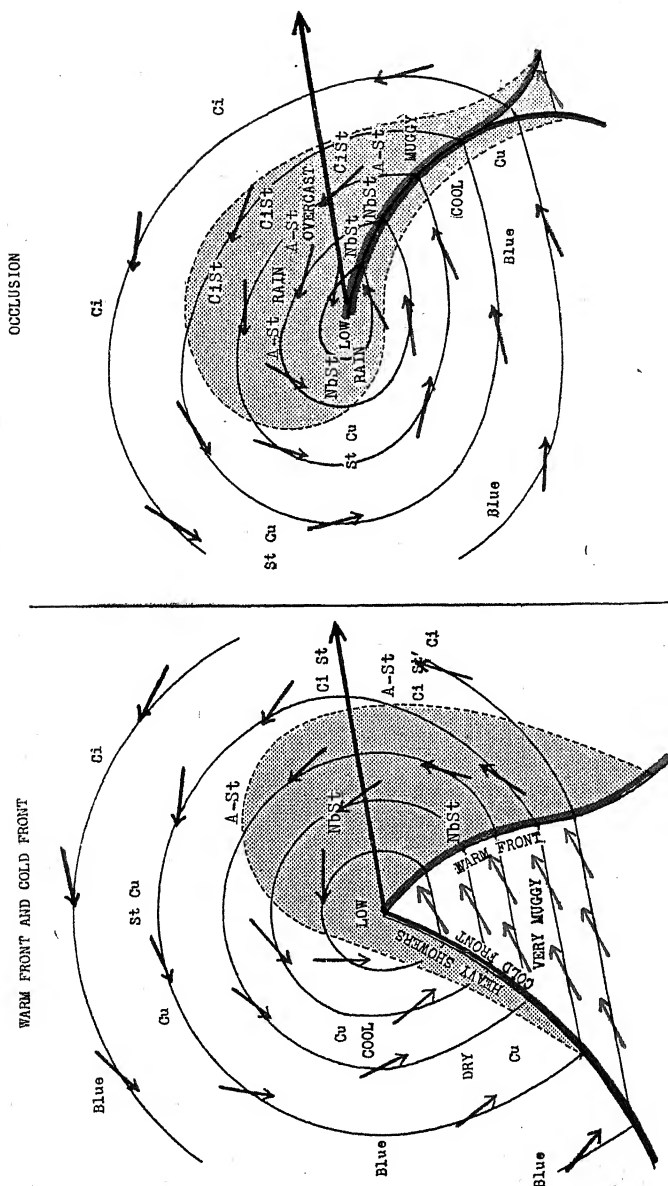 OCCLUSION
Ci
Ci
CiSt
CiSt
CiSt
A-St
OVERCAST
A-St
RAIN
A-St
NbSt
NbSt
MUGGY
COOL
Cu
Blue
NbSt
LOW
RAIN
St Cu
St Cu
Blue
WARM FRONT AND COLD FRONT
Ci
Ci St
A-St
Ci St'
Ci
A-St
St Cu
NbSt
NbSt
WARM FRONT
LOW
VERY MUGGY
COLD FRONT
HEAVY SHOWERS
Cu
Cu
COOL
DRY
Cu
Blue
Blue
Blue